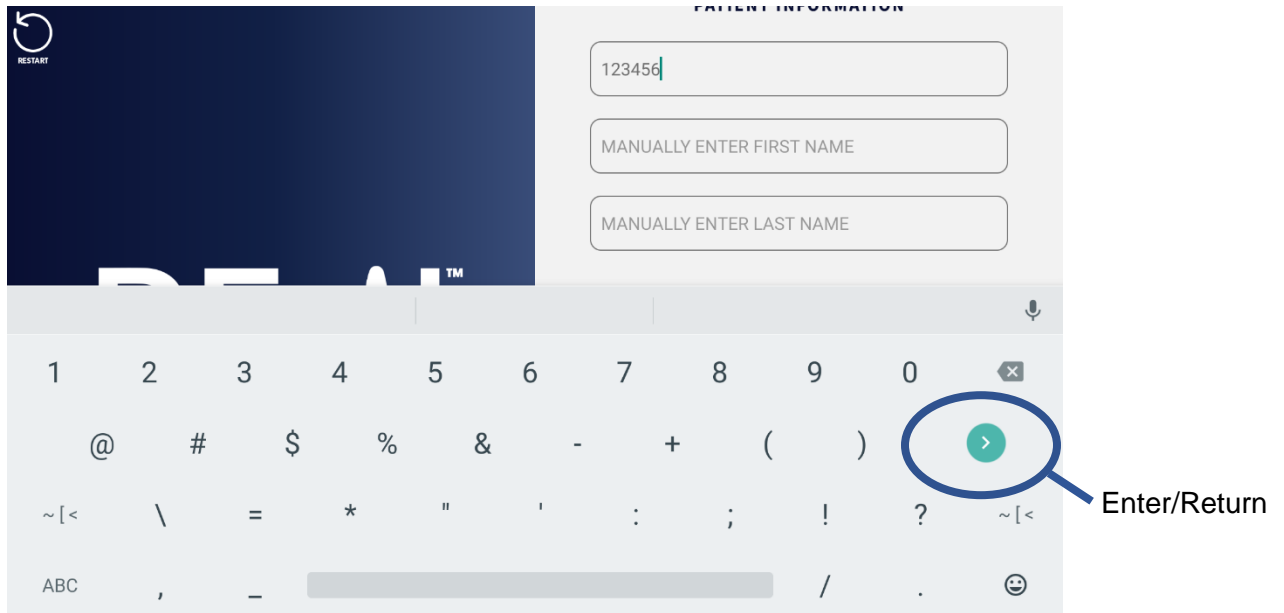 PATIENT INFORMATION
RESTART
123456
MANUALLY ENTER FIRST NAME
MANUALLY ENTER LAST NAME
TM
1 2 3 4 5 6 7 8 9 0
@ # $ % & - + ( )
~ [ < \ = * " ' : ; ! ? ~ [ <
Enter/Return
ABC , _ / .